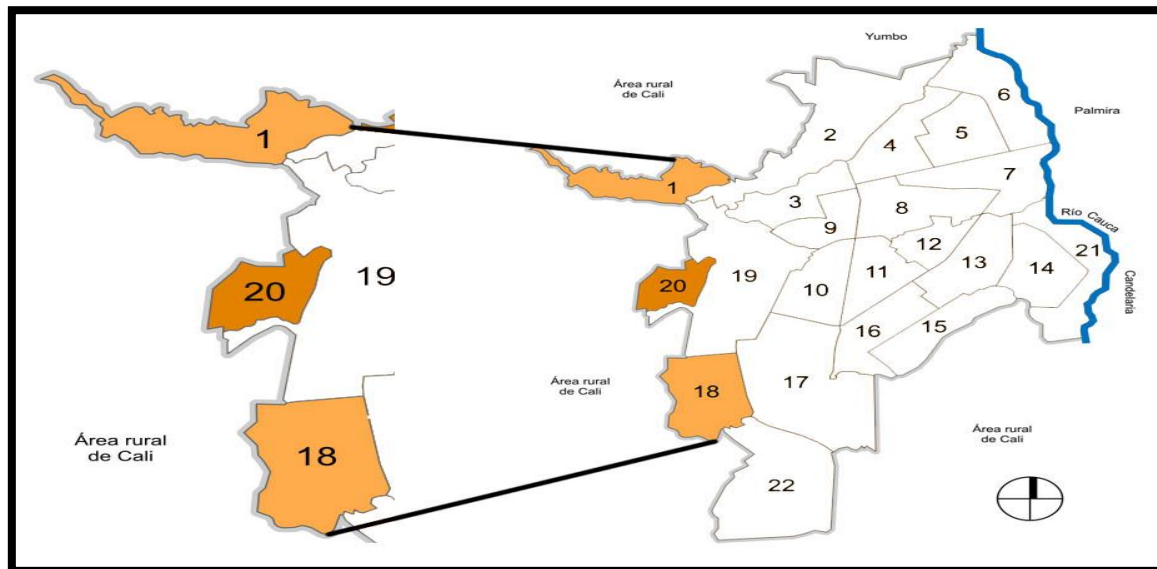 1
20
19
18
Área rural
de Cali
Yumbo
Área rural
de Cali
Palmira
6
5
2
4
7
1
3
8
9
Río Cauca
12
21
19
20
11
13
14
10
Candelaria
16
15
Área rural
de Cali
17
18
Área rural
de Cali
22